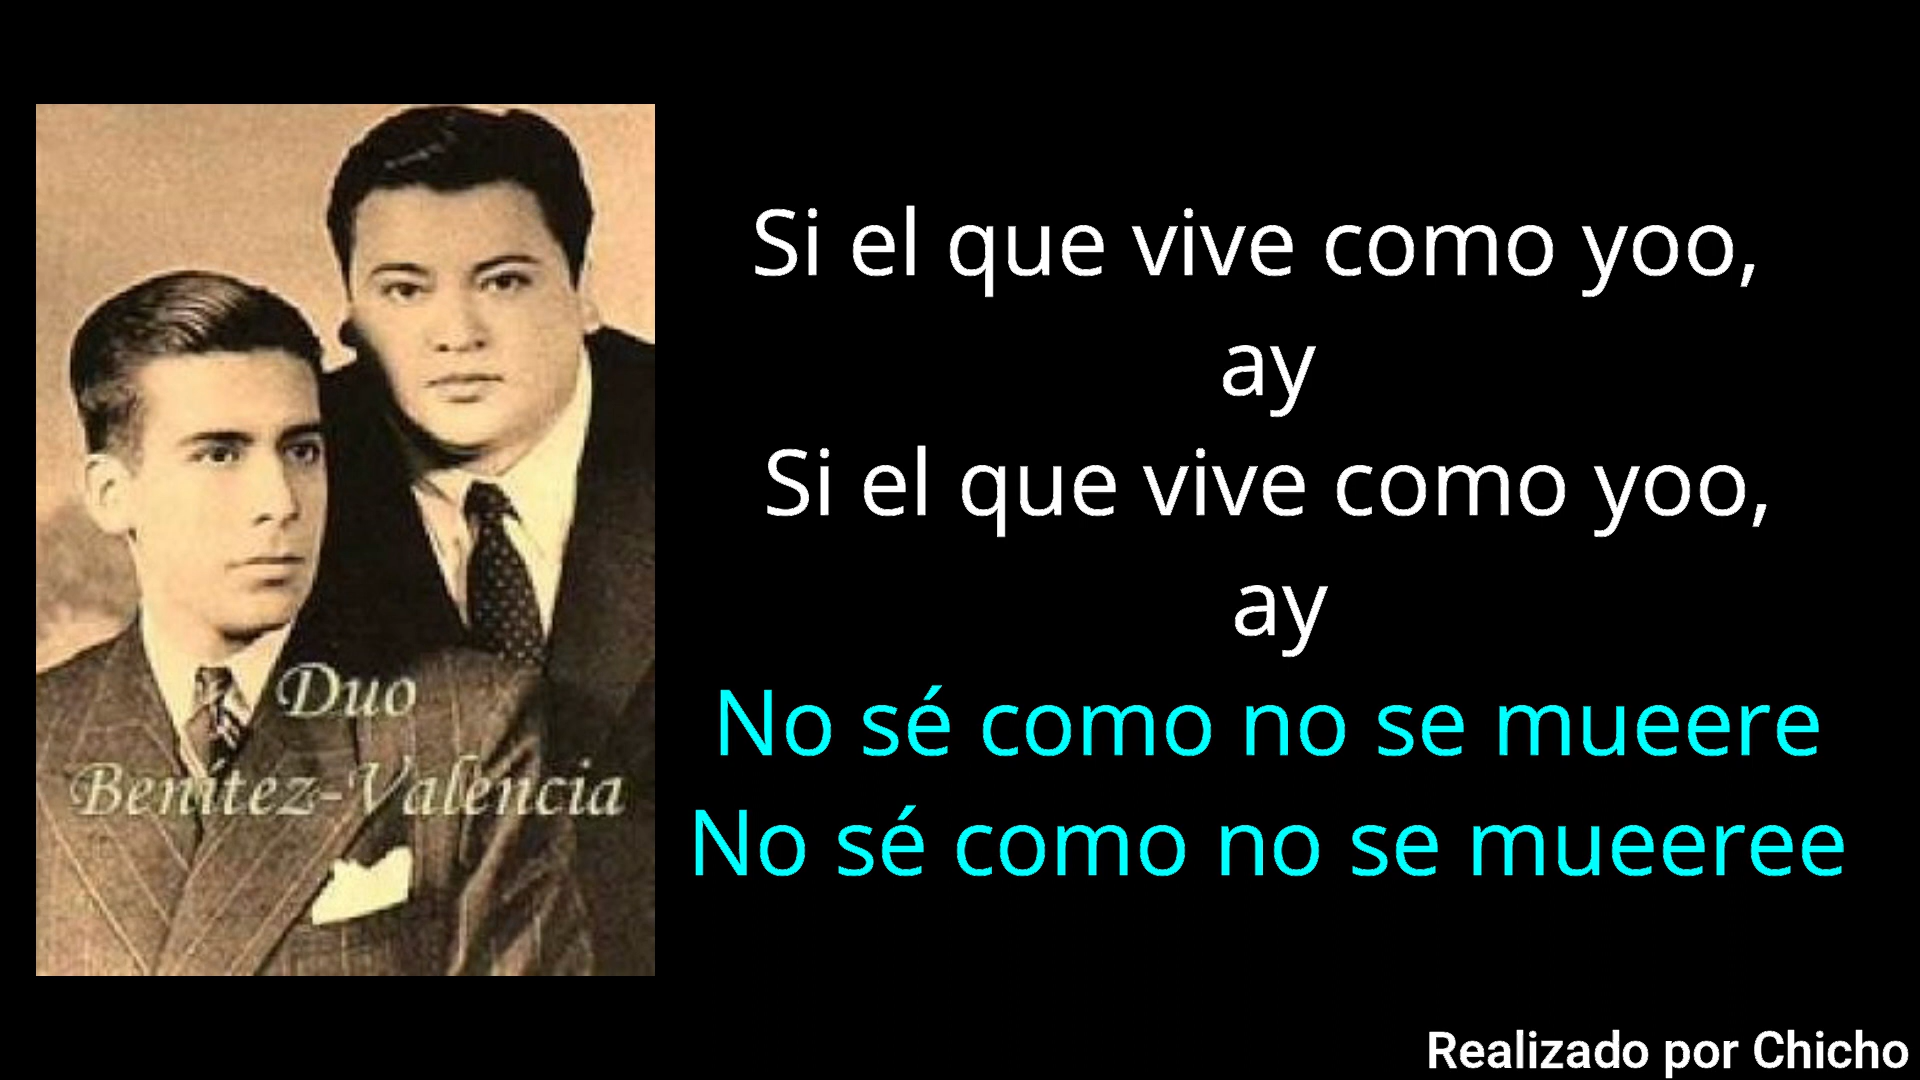 Duo
Benítez-Valencia
Si el que vive como yoo,
ay
Si el que vive como yoo,
ay
No sé como no se mueere
No sé como no se mueeree
Realizado por Chicho